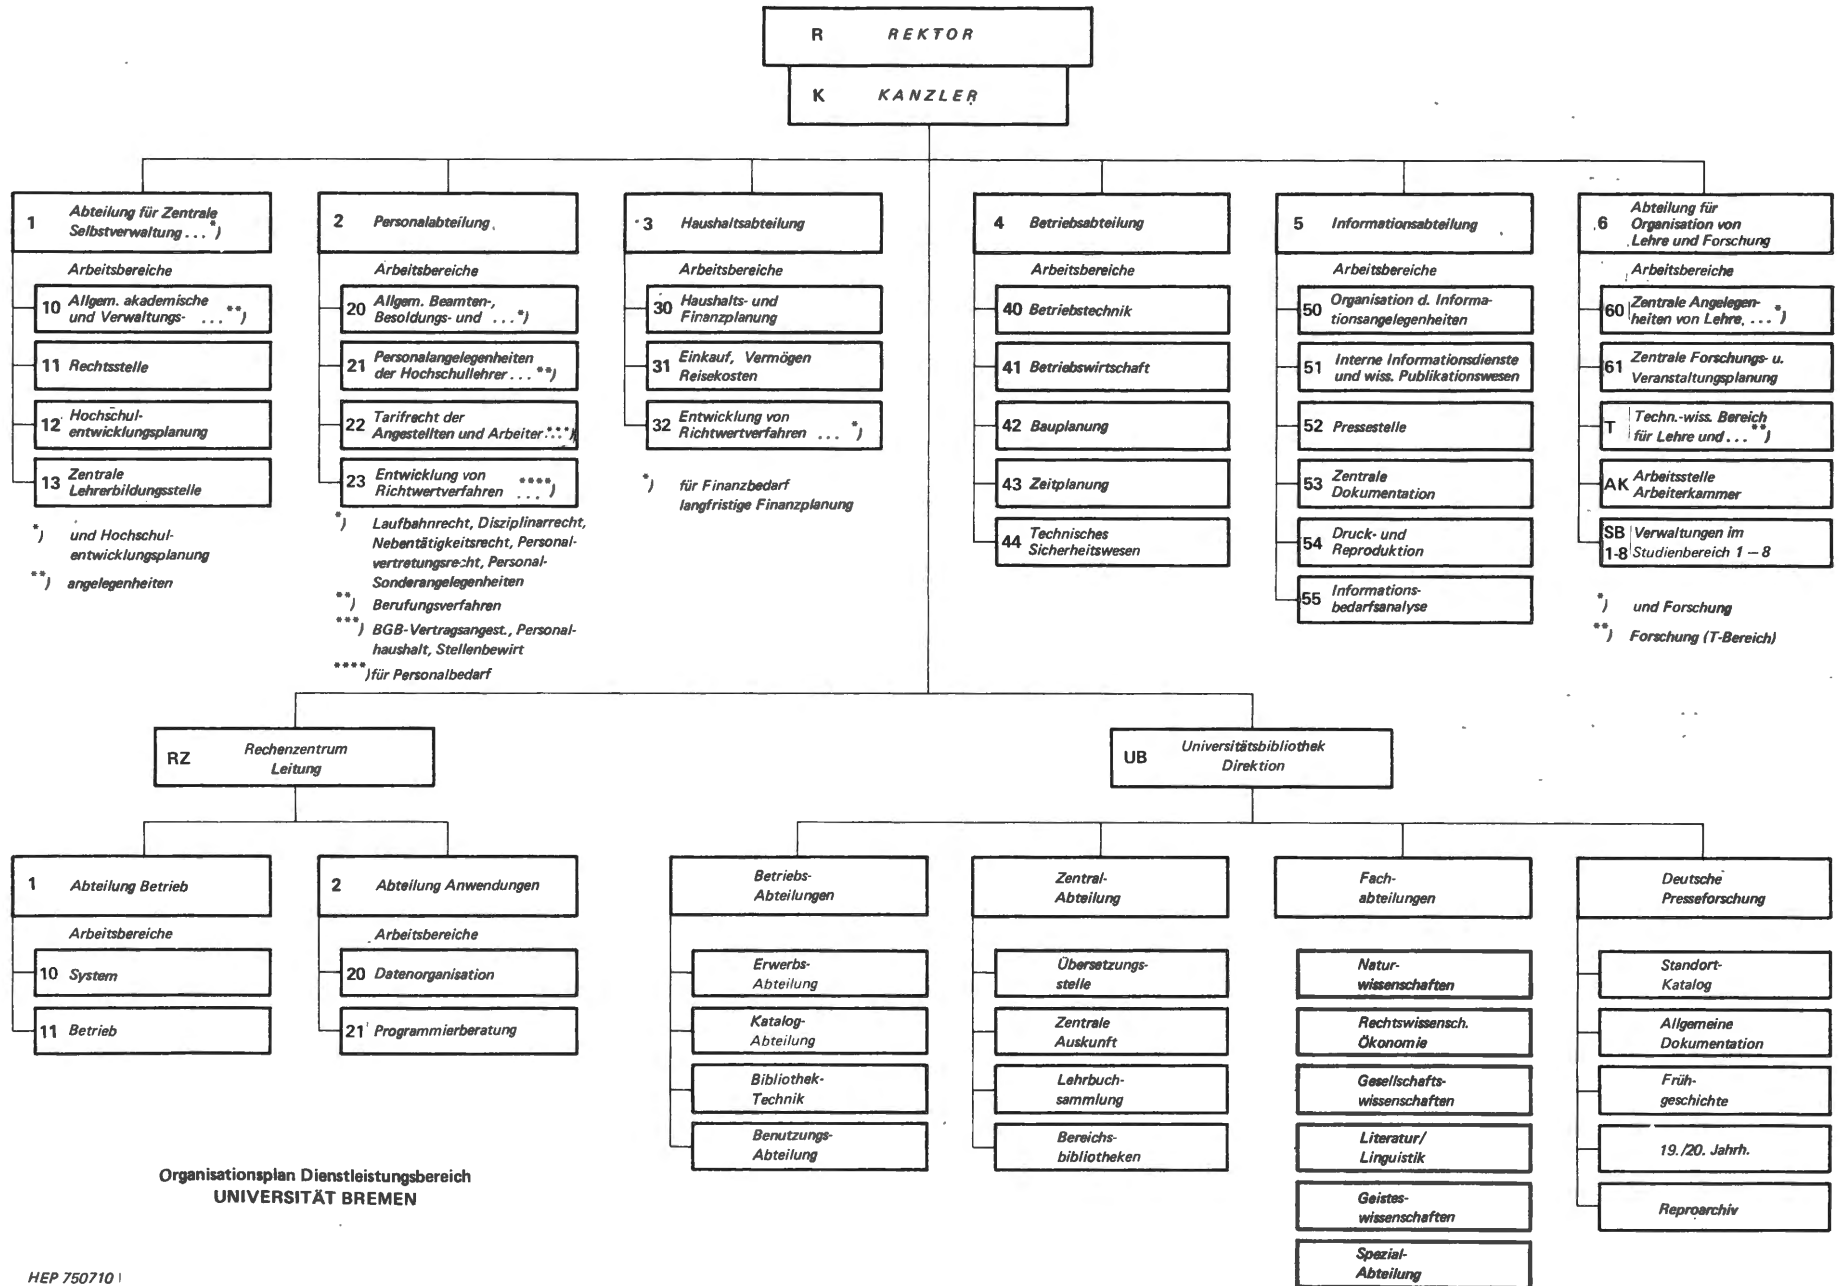 R REKTOR
K KANZLER
1 Abteilung für Zentrale
Selbstverwaltung ... *)
Arbeitsbereiche
10 Allgem. akademische
und Verwaltungs- ... **)
11 Rechtsstelle
12 Hochschul-
entwicklungsplanung
13 Zentrale
Lehrerbildungsstelle
*) und Hochschul-
entwicklungsplanung
**) angelegenheiten
2 Personalabteilung
Arbeitsbereiche
20 Allgem. Beamten-,
Besoldungs- und ... *)
21 Personalangelegenheiten
der Hochschullehrer ... **)
22 Tarifrecht der
Angestellten und Arbeiter ***)
23 Entwicklung von
Richtwertverfahren ... ****)
*) Laufbahnrecht, Disziplinarrecht,
Nebentätigkeitsrecht, Personal-
vertretungsrecht, Personal-
Sonderangelegenheiten
**) Berufungsverfahren
***) BGB-Vertragsangest., Personal-
haushalt, Stellenbewirt
****) für Personalbedarf
3 Haushaltsabteilung
Arbeitsbereiche
30 Haushalts- und
Finanzplanung
31 Einkauf, Vermögen
Reisekosten
32 Entwicklung von
Richtwertverfahren ... *)
*) für Finanzbedarf
langfristige Finanzplanung
4 Betriebsabteilung
Arbeitsbereiche
40 Betriebstechnik
41 Betriebswirtschaft
42 Bauplanung
43 Zeitplanung
44 Technisches
Sicherheitswesen
5 Informationsabteilung
Arbeitsbereiche
50 Organisation d. Informa-
tionsangelegenheiten
51 Interne Informationsdienste
und wiss. Publikationswesen
52 Pressestelle
53 Zentrale
Dokumentation
54 Druck- und
Reproduktion
55 Informations-
bedarfsanalyse
6 Abteilung für
Organisation von
Lehre und Forschung
Arbeitsbereiche
60 Zentrale Angelegen-
heiten von Lehre, ... *)
61 Zentrale Forschungs- u.
Veranstaltungsplanung
T Techn.-wiss. Bereich
für Lehre und ... **)
AK Arbeitsstelle
Arbeiterkammer
SB Verwaltungen im
1-8 Studienbereich 1 – 8
*) und Forschung
**) Forschung (T-Bereich)
RZ Rechenzentrum
Leitung
1 Abteilung Betrieb
Arbeitsbereiche
10 System
11 Betrieb
2 Abteilung Anwendungen
Arbeitsbereiche
20 Datenorganisation
21 Programmierberatung
UB Universitätsbibliothek
Direktion
Betriebs-
Abteilungen
Erwerbs-
Abteilung
Katalog-
Abteilung
Bibliothek-
Technik
Benutzungs-
Abteilung
Zentral-
Abteilung
Übersetzungs-
stelle
Zentrale
Auskunft
Lehrbuch-
sammlung
Bereichs-
bibliotheken
Fach-
abteilungen
Natur-
wissenschaften
Rechtswissensch.
Ökonomie
Gesellschafts-
wissenschaften
Literatur/
Linguistik
Geistes-
wissenschaften
Spezial-
Abteilung
Deutsche
Presseforschung
Standort-
Katalog
Allgemeine
Dokumentation
Früh-
geschichte
19./20. Jahrh.
Reproarchiv
Organisationsplan Dienstleistungsbereich
UNIVERSITÄT BREMEN
HEP 750710